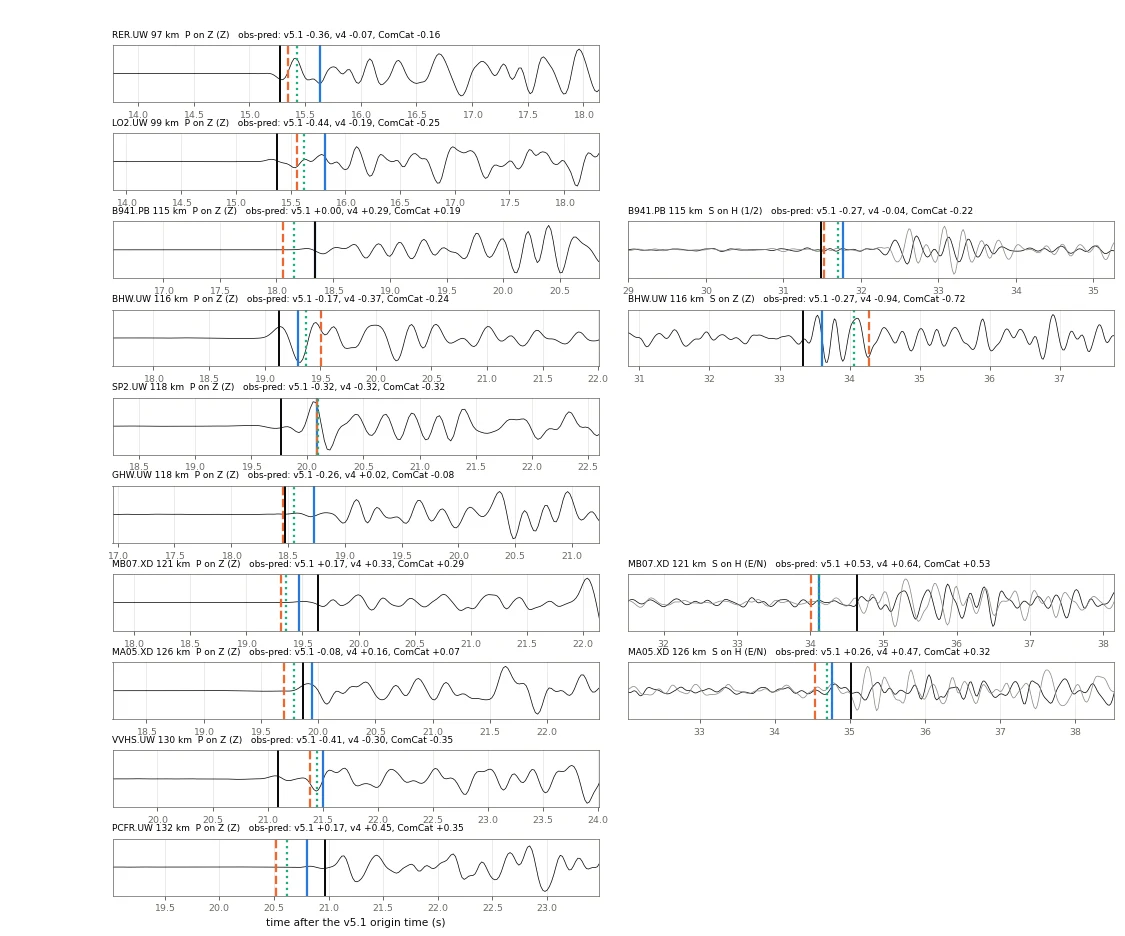 RER.UW 97 km  P on Z (Z)   obs-pred: v5.1 -0.36, v4 -0.07, ComCat -0.16
14.0 14.5 15.0 15.5 16.0 16.5 17.0 17.5 18.0
LO2.UW 99 km  P on Z (Z)   obs-pred: v5.1 -0.44, v4 -0.19, ComCat -0.25
14.0 14.5 15.0 15.5 16.0 16.5 17.0 17.5 18.0
B941.PB 115 km  P on Z (Z)   obs-pred: v5.1 +0.00, v4 +0.29, ComCat +0.19
17.0 17.5 18.0 18.5 19.0 19.5 20.0 20.5
B941.PB 115 km  S on H (1/2)   obs-pred: v5.1 -0.27, v4 -0.04, ComCat -0.22
29 30 31 32 33 34 35
BHW.UW 116 km  P on Z (Z)   obs-pred: v5.1 -0.17, v4 -0.37, ComCat -0.24
18.0 18.5 19.0 19.5 20.0 20.5 21.0 21.5 22.0
BHW.UW 116 km  S on Z (Z)   obs-pred: v5.1 -0.27, v4 -0.94, ComCat -0.72
31 32 33 34 35 36 37
SP2.UW 118 km  P on Z (Z)   obs-pred: v5.1 -0.32, v4 -0.32, ComCat -0.32
18.5 19.0 19.5 20.0 20.5 21.0 21.5 22.0 22.5
GHW.UW 118 km  P on Z (Z)   obs-pred: v5.1 -0.26, v4 +0.02, ComCat -0.08
17.0 17.5 18.0 18.5 19.0 19.5 20.0 20.5 21.0
MB07.XD 121 km  P on Z (Z)   obs-pred: v5.1 +0.17, v4 +0.33, ComCat +0.29
18.0 18.5 19.0 19.5 20.0 20.5 21.0 21.5 22.0
MB07.XD 121 km  S on H (E/N)   obs-pred: v5.1 +0.53, v4 +0.64, ComCat +0.53
32 33 34 35 36 37 38
MA05.XD 126 km  P on Z (Z)   obs-pred: v5.1 -0.08, v4 +0.16, ComCat +0.07
18.5 19.0 19.5 20.0 20.5 21.0 21.5 22.0
MA05.XD 126 km  S on H (E/N)   obs-pred: v5.1 +0.26, v4 +0.47, ComCat +0.32
33 34 35 36 37 38
VVHS.UW 130 km  P on Z (Z)   obs-pred: v5.1 -0.41, v4 -0.30, ComCat -0.35
20.0 20.5 21.0 21.5 22.0 22.5 23.0 23.5 24.0
PCFR.UW 132 km  P on Z (Z)   obs-pred: v5.1 +0.17, v4 +0.45, ComCat +0.35
19.5 20.0 20.5 21.0 21.5 22.0 22.5 23.0
time after the v5.1 origin time (s)